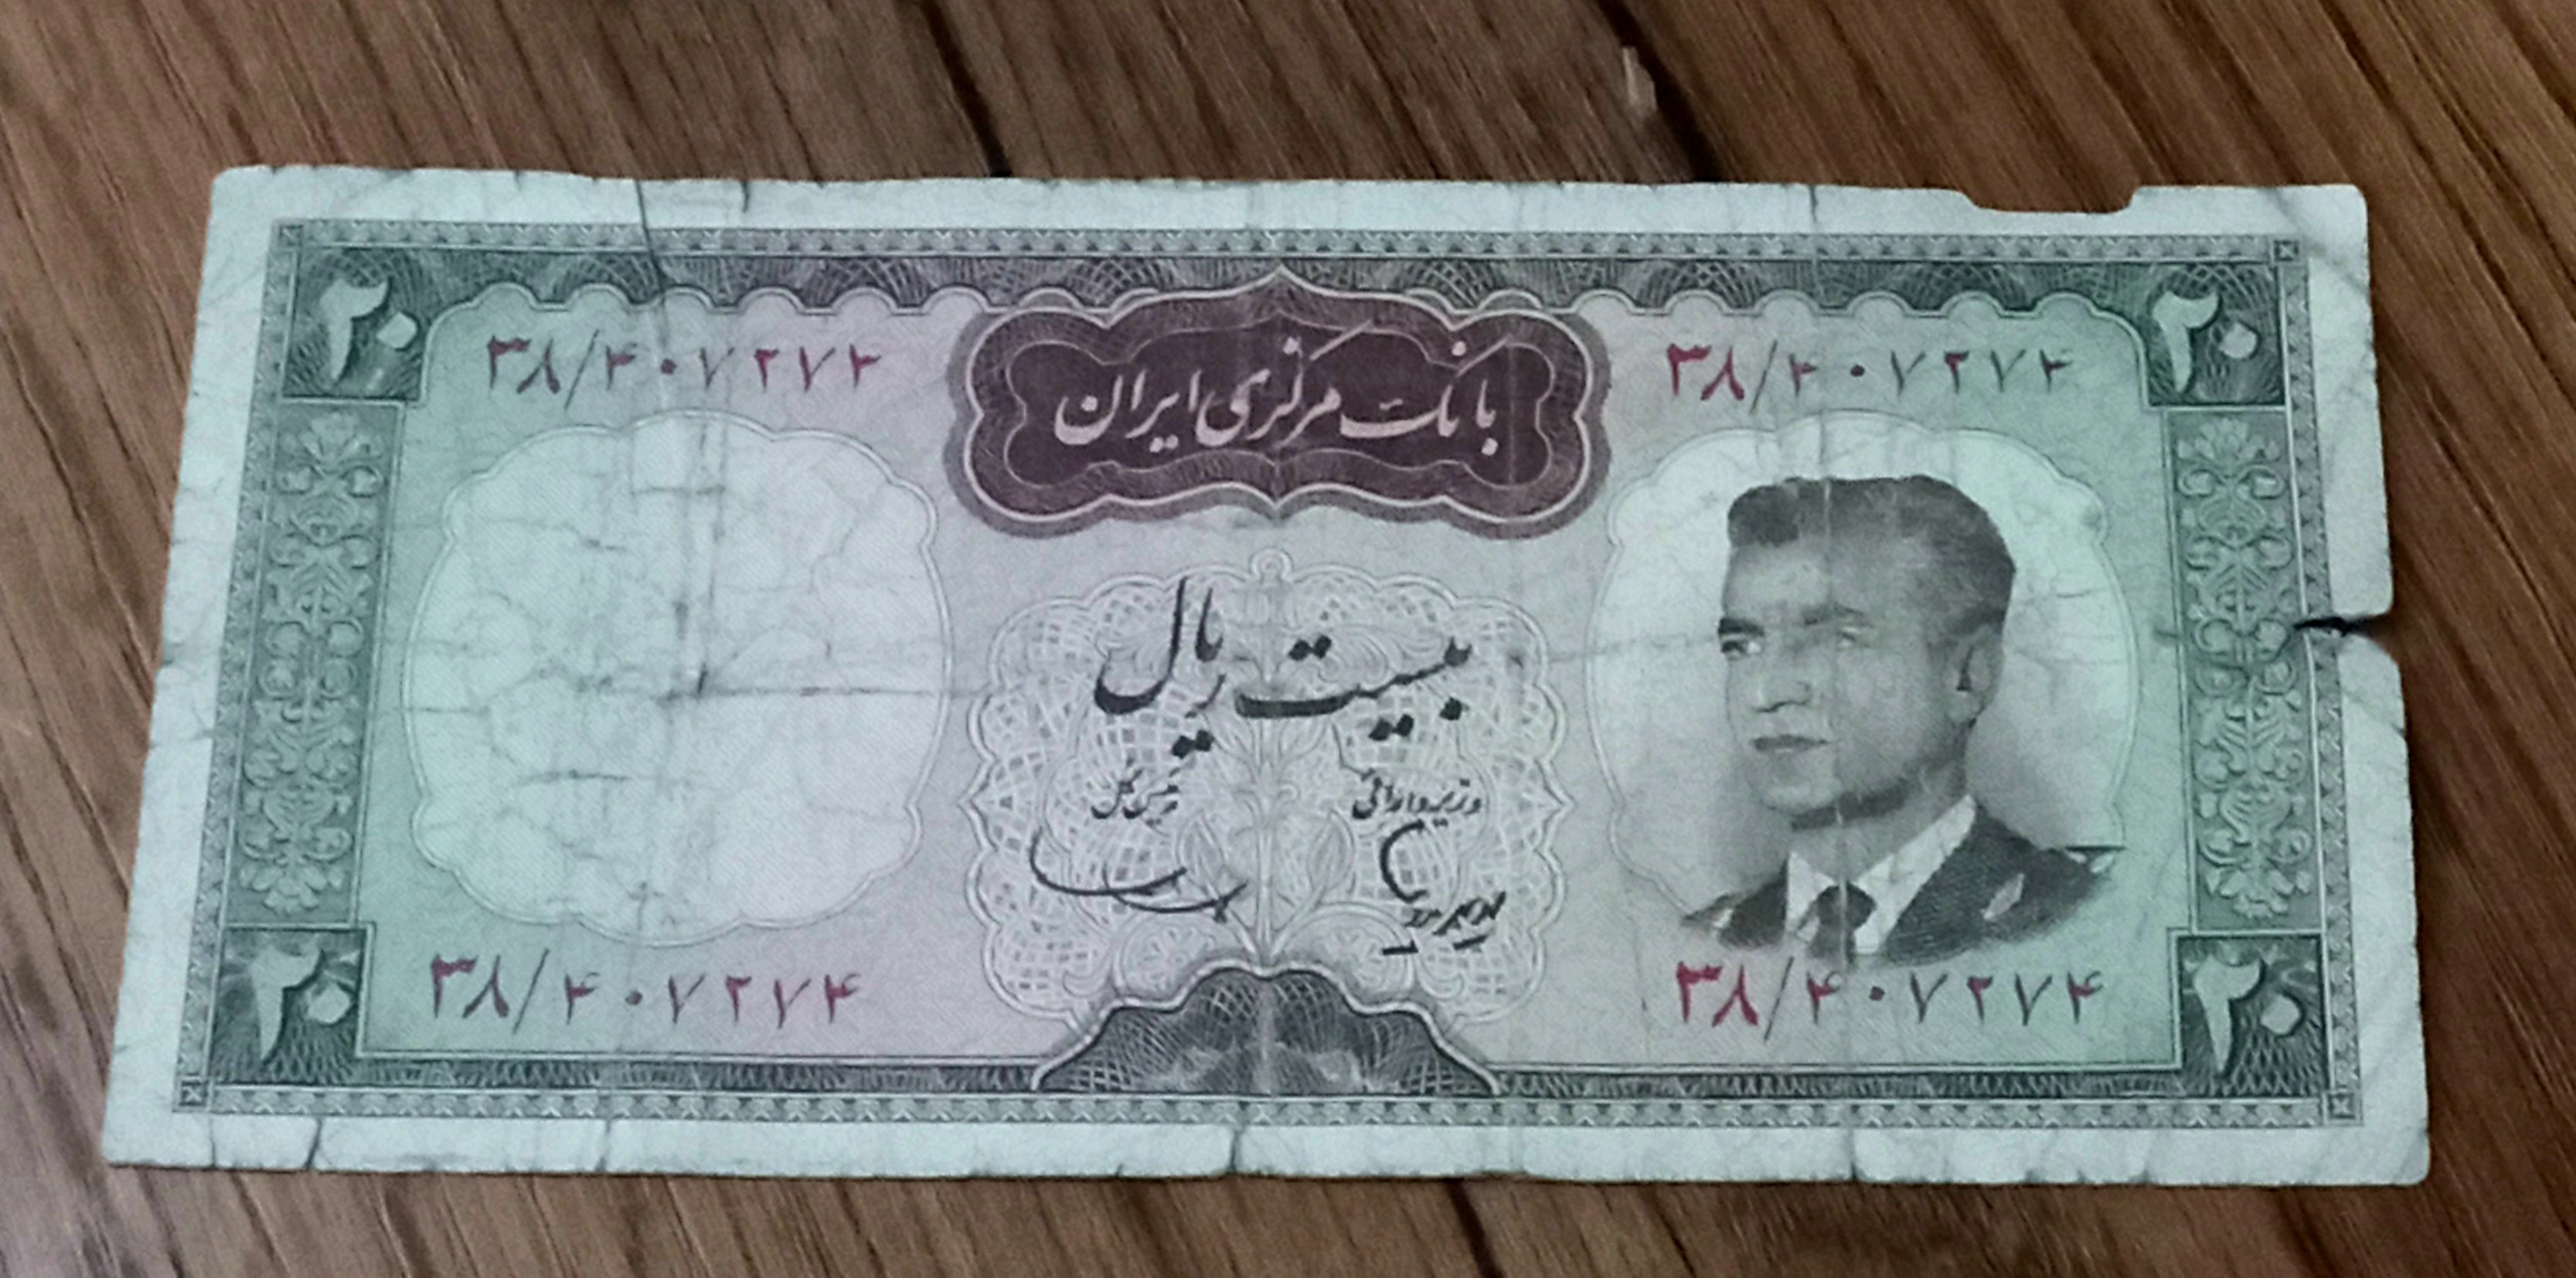 ۲۰
۲۰
۳۸/۴۰۷۲۷۴
۳۸/۴۰۷۲۷۴
بانک مرکزی ایران
بیست ریال
وزیر دارائی
رئیس کل
۳۸/۴۰۷۲۷۴
۳۸/۴۰۷۲۷۴
۲۰
۲۰